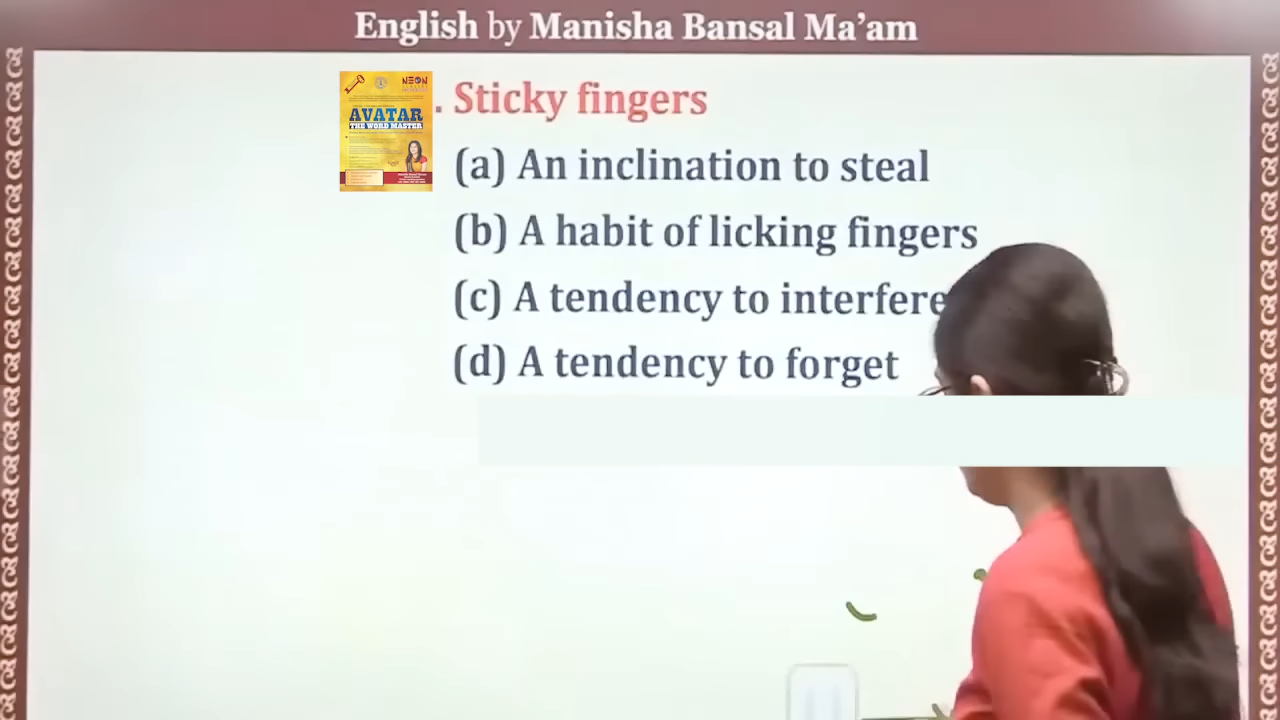 English by Manisha Bansal Ma'am
NEON
AVATAR
THE WORD MASTER
. Sticky fingers
(a) An inclination to steal
(b) A habit of licking fingers
(c) A tendency to interfere
(d) A tendency to forget